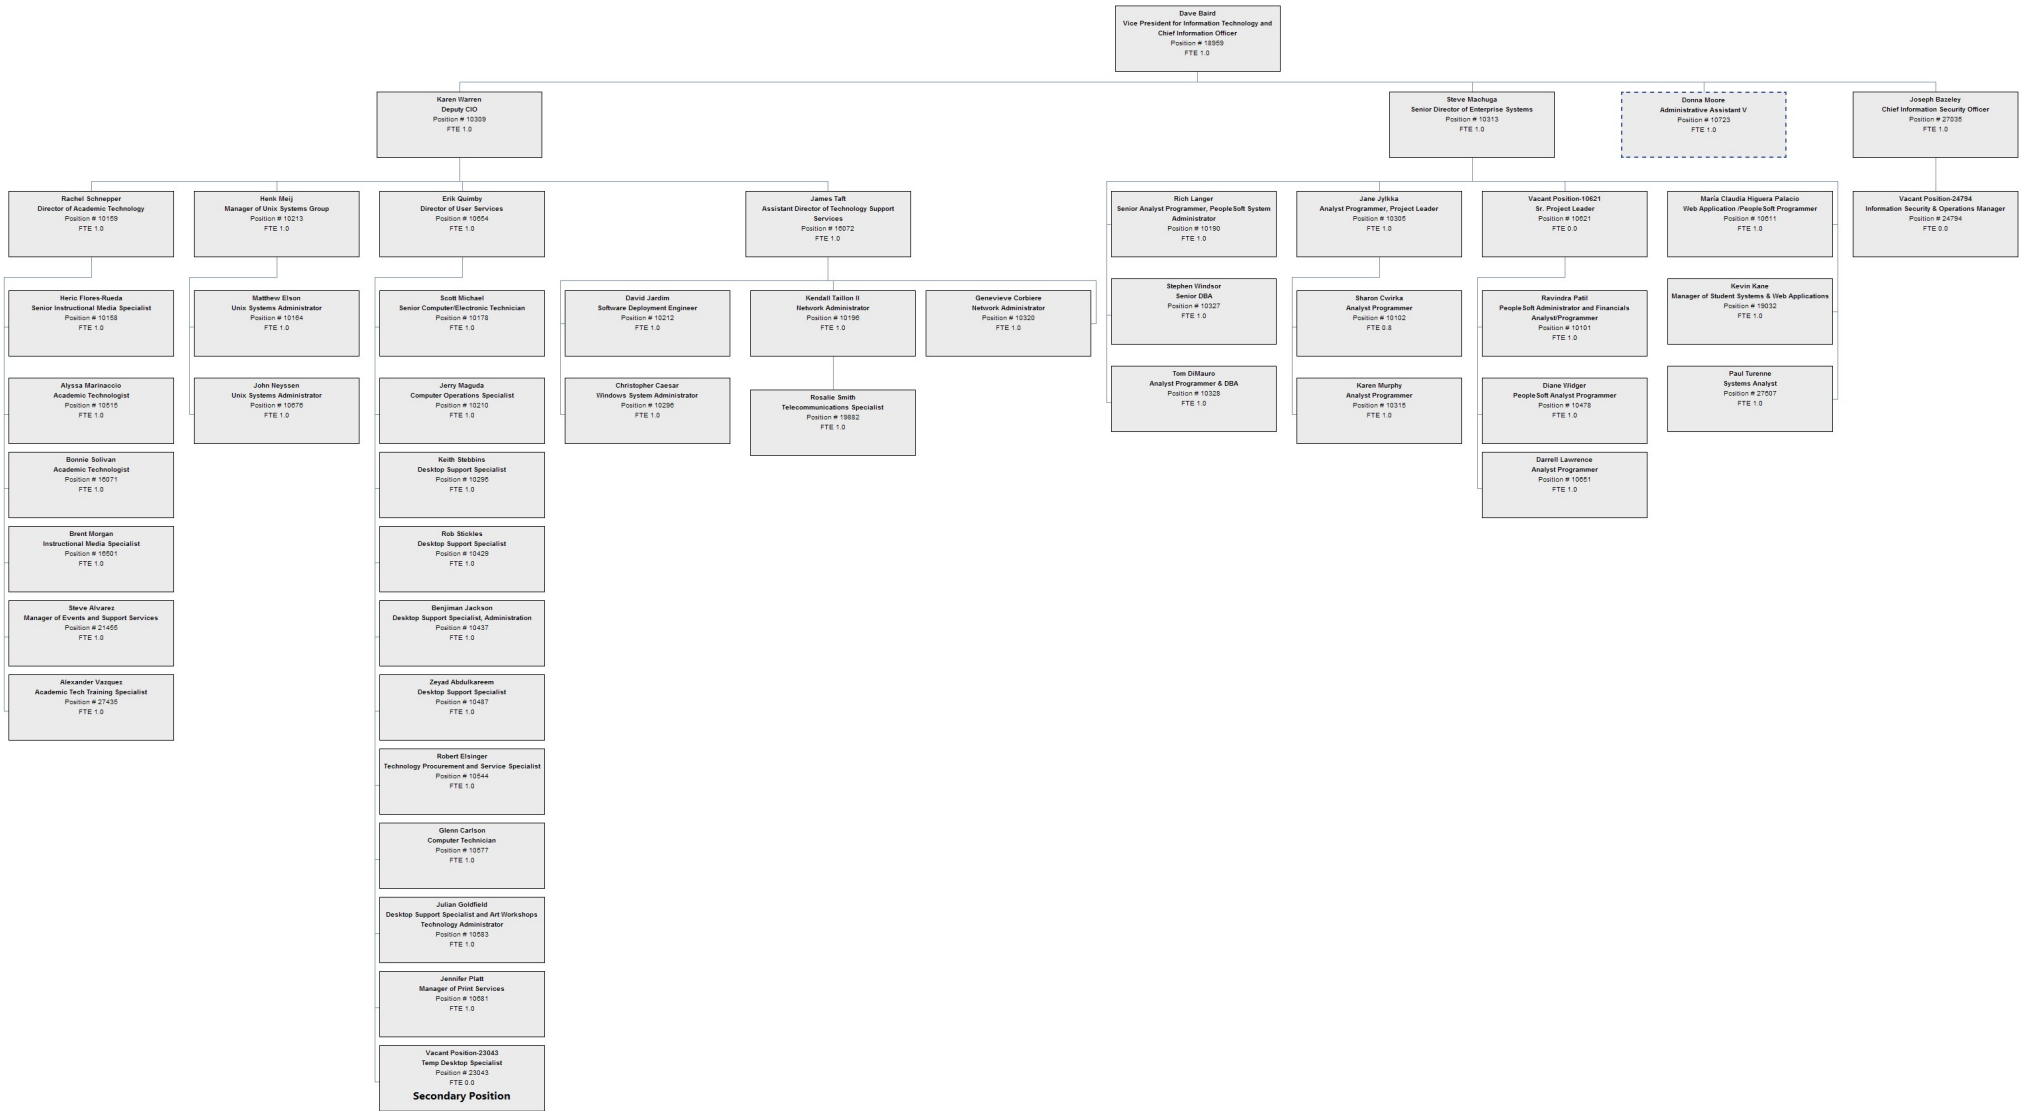 Dave Baird
Vice President for Information Technology and
Chief Information Officer
Position # 18959
FTE 1.0
Karen Warren
Deputy CIO
Position # 10309
FTE 1.0
Steve Machuga
Senior Director of Enterprise Systems
Position # 10313
FTE 1.0
Donna Moore
Administrative Assistant V
Position # 10723
FTE 1.0
Joseph Bazeley
Chief Information Security Officer
Position # 27035
FTE 1.0
Rachel Schnepper
Director of Academic Technology
Position # 10159
FTE 1.0
Henk Meij
Manager of Unix Systems Group
Position # 10213
FTE 1.0
Erik Quimby
Director of User Services
Position # 10654
FTE 1.0
James Taft
Assistant Director of Technology Support
Services
Position # 16072
FTE 1.0
Rich Langer
Senior Analyst Programmer, PeopleSoft System
Administrator
Position # 10190
FTE 1.0
Jane Jylkka
Analyst Programmer, Project Leader
Position # 10305
FTE 1.0
Vacant Position-10621
Sr. Project Leader
Position # 10621
FTE 0.0
María Claudia Higuera Palacio
Web Application /PeopleSoft Programmer
Position # 10611
FTE 1.0
Vacant Position-24794
Information Security & Operations Manager
Position # 24794
FTE 0.0
Heric Flores-Rueda
Senior Instructional Media Specialist
Position # 10158
FTE 1.0
Matthew Elson
Unix Systems Administrator
Position # 10164
FTE 1.0
Scott Michael
Senior Computer/Electronic Technician
Position # 10178
FTE 1.0
David Jardim
Software Deployment Engineer
Position # 10212
FTE 1.0
Kendall Taillon II
Network Administrator
Position # 10196
FTE 1.0
Genevieve Corbiere
Network Administrator
Position # 10320
FTE 1.0
Stephen Windsor
Senior DBA
Position # 10327
FTE 1.0
Sharon Cwirka
Analyst Programmer
Position # 10102
FTE 0.8
Ravindra Patil
PeopleSoft Administrator and Financials
Analyst/Programmer
Position # 10101
FTE 1.0
Kevin Kane
Manager of Student Systems & Web Applications
Position # 19032
FTE 1.0
Alyssa Marinaccio
Academic Technologist
Position # 10515
FTE 1.0
John Neyssen
Unix Systems Administrator
Position # 10676
FTE 1.0
Jerry Maguda
Computer Operations Specialist
Position # 10210
FTE 1.0
Christopher Caesar
Windows System Administrator
Position # 10296
FTE 1.0
Rosalie Smith
Telecommunications Specialist
Position # 19882
FTE 1.0
Tom DiMauro
Analyst Programmer & DBA
Position # 10328
FTE 1.0
Karen Murphy
Analyst Programmer
Position # 10315
FTE 1.0
Diane Widger
PeopleSoft Analyst Programmer
Position # 10478
FTE 1.0
Paul Turenne
Systems Analyst
Position # 27607
FTE 1.0
Bonnie Solivan
Academic Technologist
Position # 16071
FTE 1.0
Keith Stebbins
Desktop Support Specialist
Position # 10295
FTE 1.0
Darrell Lawrence
Analyst Programmer
Position # 10651
FTE 1.0
Brent Morgan
Instructional Media Specialist
Position # 16501
FTE 1.0
Rob Stickles
Desktop Support Specialist
Position # 10429
FTE 1.0
Steve Alvarez
Manager of Events and Support Services
Position # 21455
FTE 1.0
Benjiman Jackson
Desktop Support Specialist, Administration
Position # 10437
FTE 1.0
Alexander Vazquez
Academic Tech Training Specialist
Position # 27435
FTE 1.0
Zeyad Abdulkareem
Desktop Support Specialist
Position # 10487
FTE 1.0
Robert Elsinger
Technology Procurement and Service Specialist
Position # 10544
FTE 1.0
Glenn Carlson
Computer Technician
Position # 10577
FTE 1.0
Julian Goldfield
Desktop Support Specialist and Art Workshops
Technology Administrator
Position # 10583
FTE 1.0
Jennifer Platt
Manager of Print Services
Position # 10681
FTE 1.0
Vacant Position-23043
Temp Desktop Specialist
Position # 23043
FTE 0.0
Secondary Position